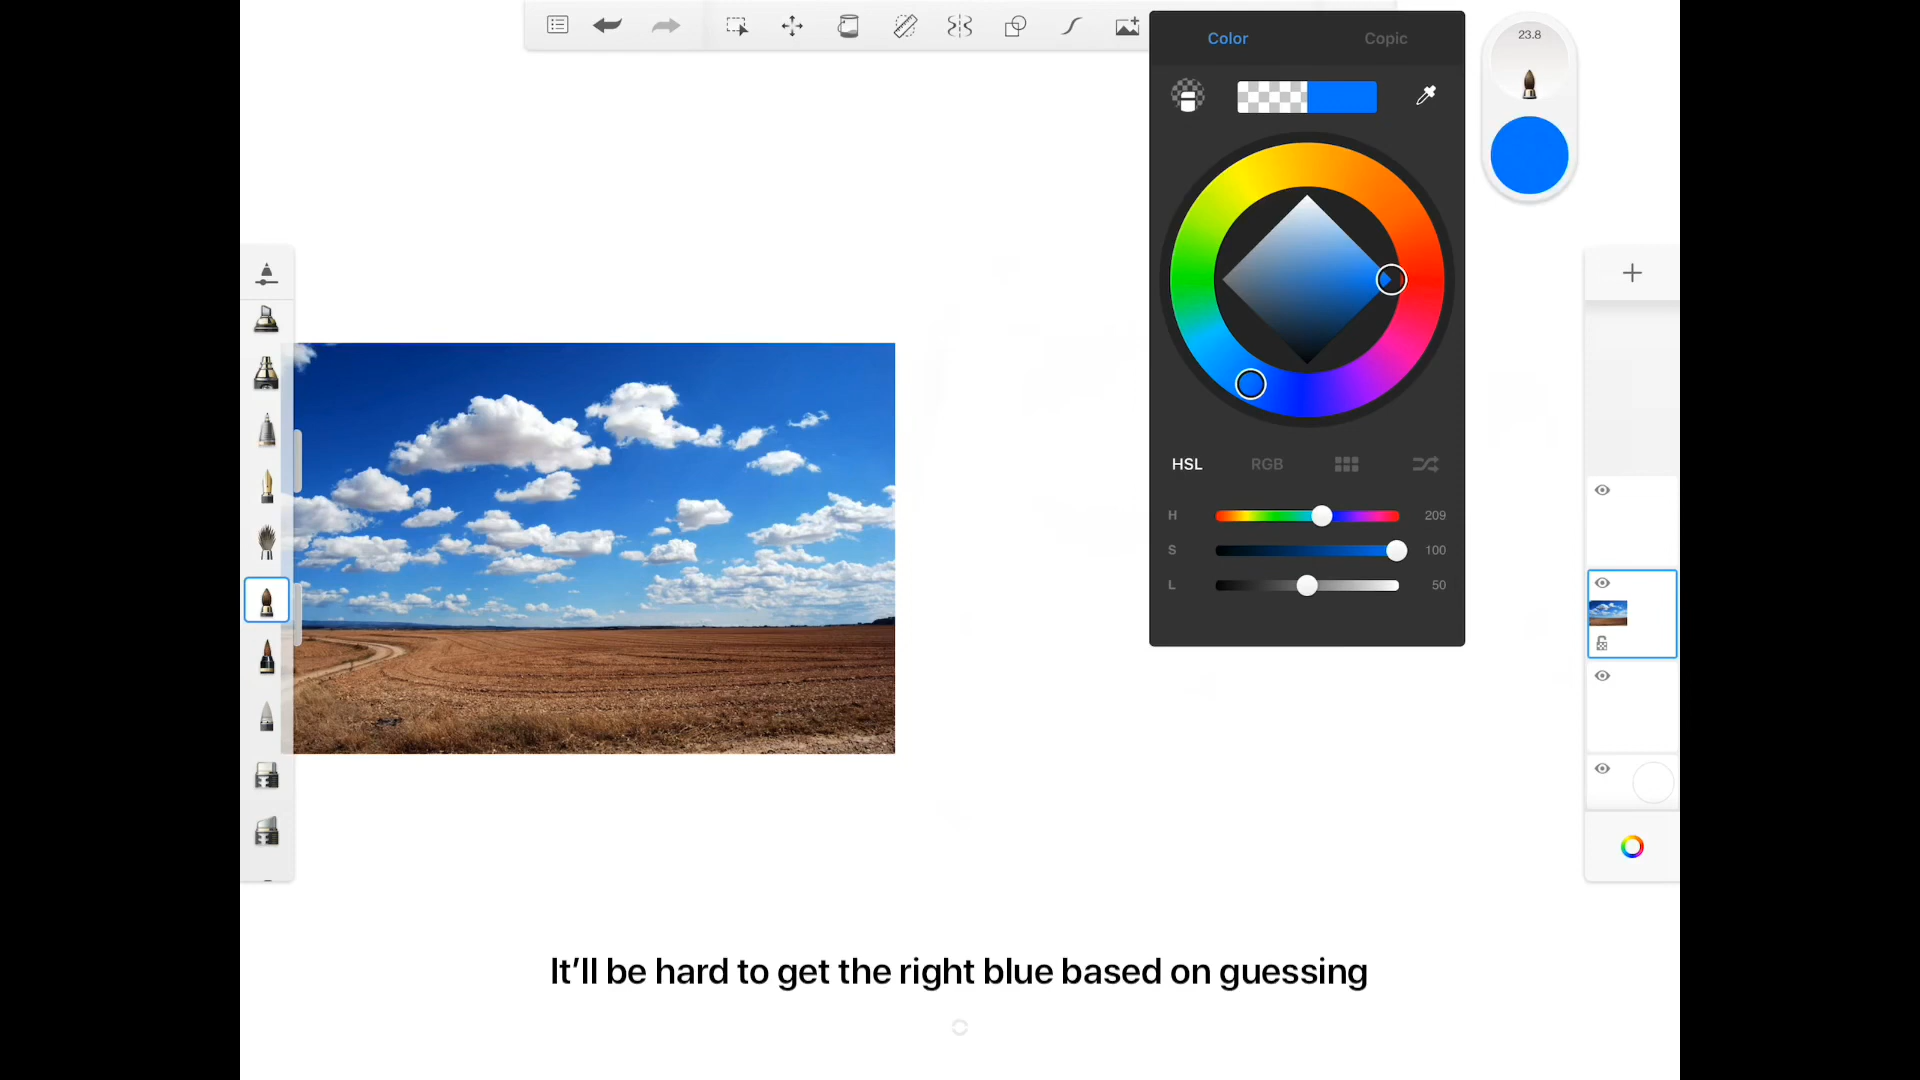 Color
Copic
23.8
HSL
RGB
H
209
S
100
L
50
It’ll be hard to get the right blue based on guessing